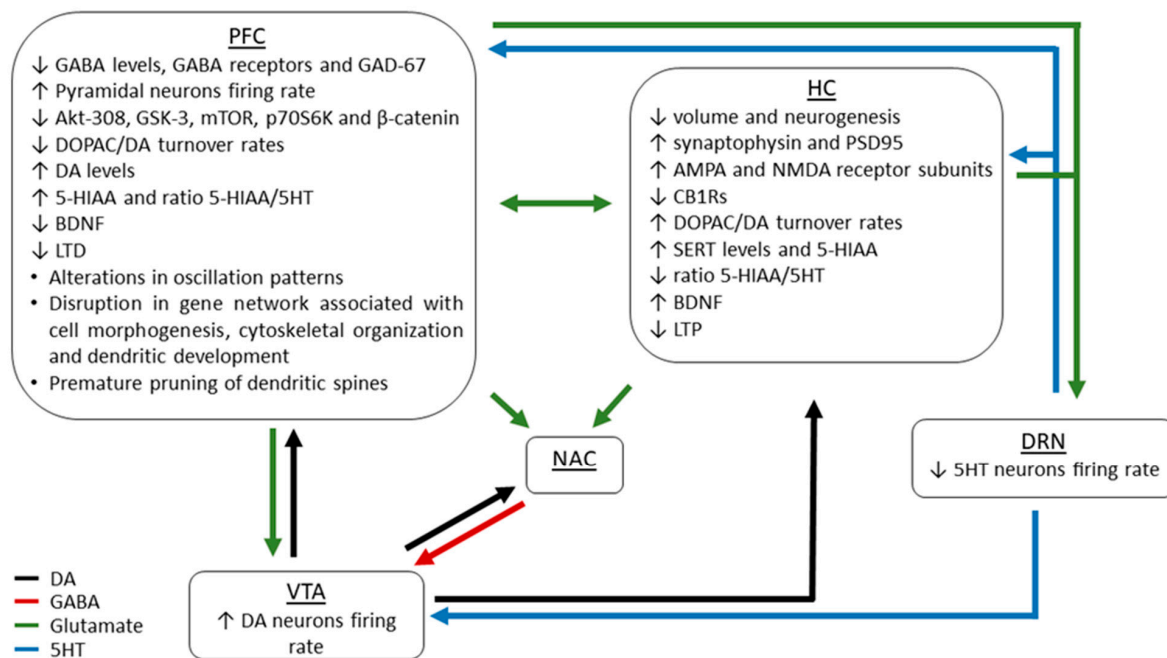 PFC
↓ GABA levels, GABA receptors and GAD-67
↑ Pyramidal neurons firing rate
↓ Akt-308, GSK-3, mTOR, p70S6K and β-catenin
↓ DOPAC/DA turnover rates
↑ DA levels
↑ 5-HIAA and ratio 5-HIAA/5HT
↓ BDNF
↓ LTD
• Alterations in oscillation patterns
• Disruption in gene network associated with
cell morphogenesis, cytoskeletal organization
and dendritic development
• Premature pruning of dendritic spines
HC
↓ volume and neurogenesis
↑ synaptophysin and PSD95
↑ AMPA and NMDA receptor subunits
↓ CB1Rs
↑ DOPAC/DA turnover rates
↑ SERT levels and 5-HIAA
↓ ratio 5-HIAA/5HT
↑ BDNF
↓ LTP
NAC
DRN
↓ 5HT neurons firing rate
VTA
↑ DA neurons firing
rate
DA
GABA
Glutamate
5HT